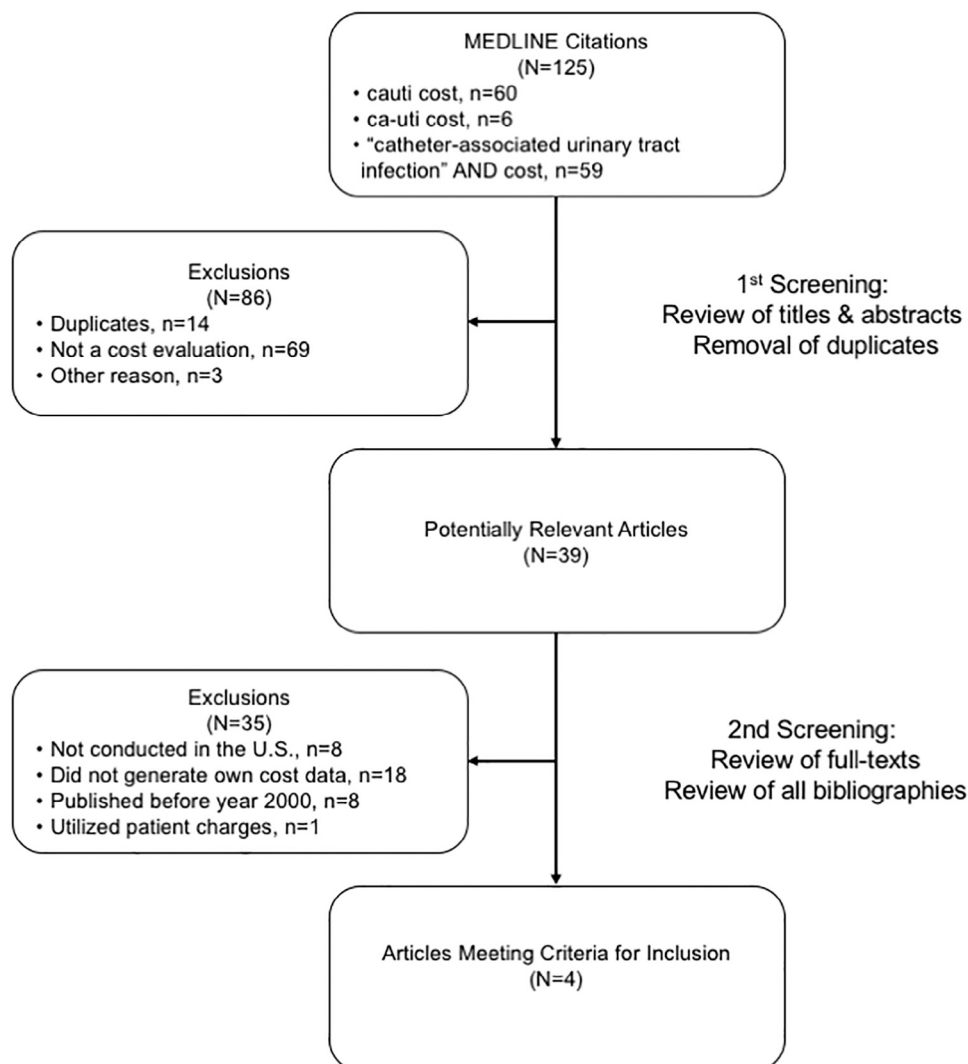 MEDLINE Citations
(N=125)
• cauti cost, n=60
• ca-uti cost, n=6
• “catheter-associated urinary tract
infection” AND cost, n=59
Exclusions
(N=86)
• Duplicates, n=14
• Not a cost evaluation, n=69
• Other reason, n=3
1st Screening:
Review of titles & abstracts
Removal of duplicates
Potentially Relevant Articles
(N=39)
Exclusions
(N=35)
• Not conducted in the U.S., n=8
• Did not generate own cost data, n=18
• Published before year 2000, n=8
• Utilized patient charges, n=1
2nd Screening:
Review of full-texts
Review of all bibliographies
Articles Meeting Criteria for Inclusion
(N=4)